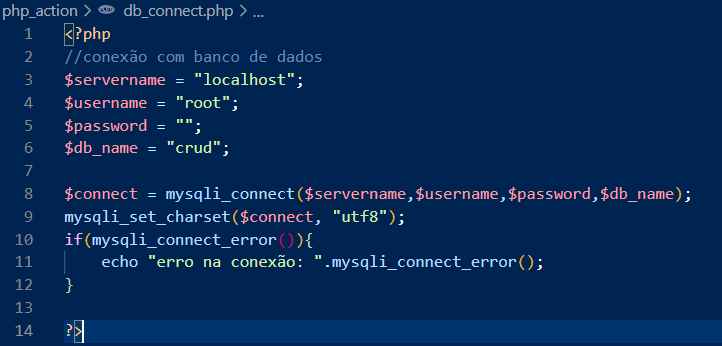 php_action > db_connect.php > ...
1 <?php
2 //conexão com banco de dados
3 $servername = "localhost";
4 $username = "root";
5 $password = "";
6 $db_name = "crud";
7
8 $connect = mysqli_connect($servername,$username,$password,$db_name);
9 mysqli_set_charset($connect, "utf8");
10 if(mysqli_connect_error()){
11     echo "erro na conexão: ".mysqli_connect_error();
12 }
13
14 ?>